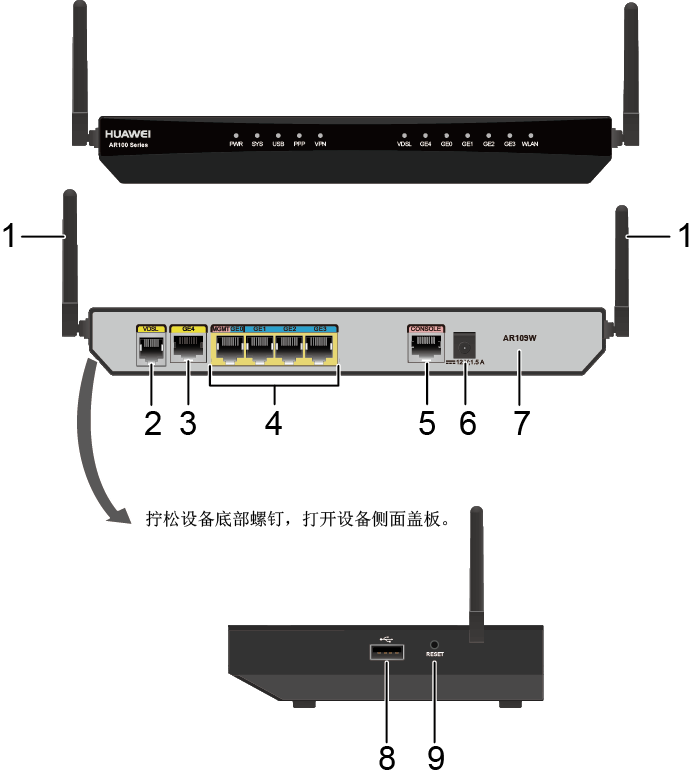 HUAWEI
AR100 Series
PWR SYS USB PPP VPN VDSL GE4 GE0 GE1 GE2 GE3 WLAN
1 1
VDSL GE4 MGMT GE0 GE1 GE2 GE3 CONSOLE
AR109W
12V 1.5A
2 3 4 5 6 7
拧松设备底部螺钉，打开设备侧面盖板。
RESET
8 9